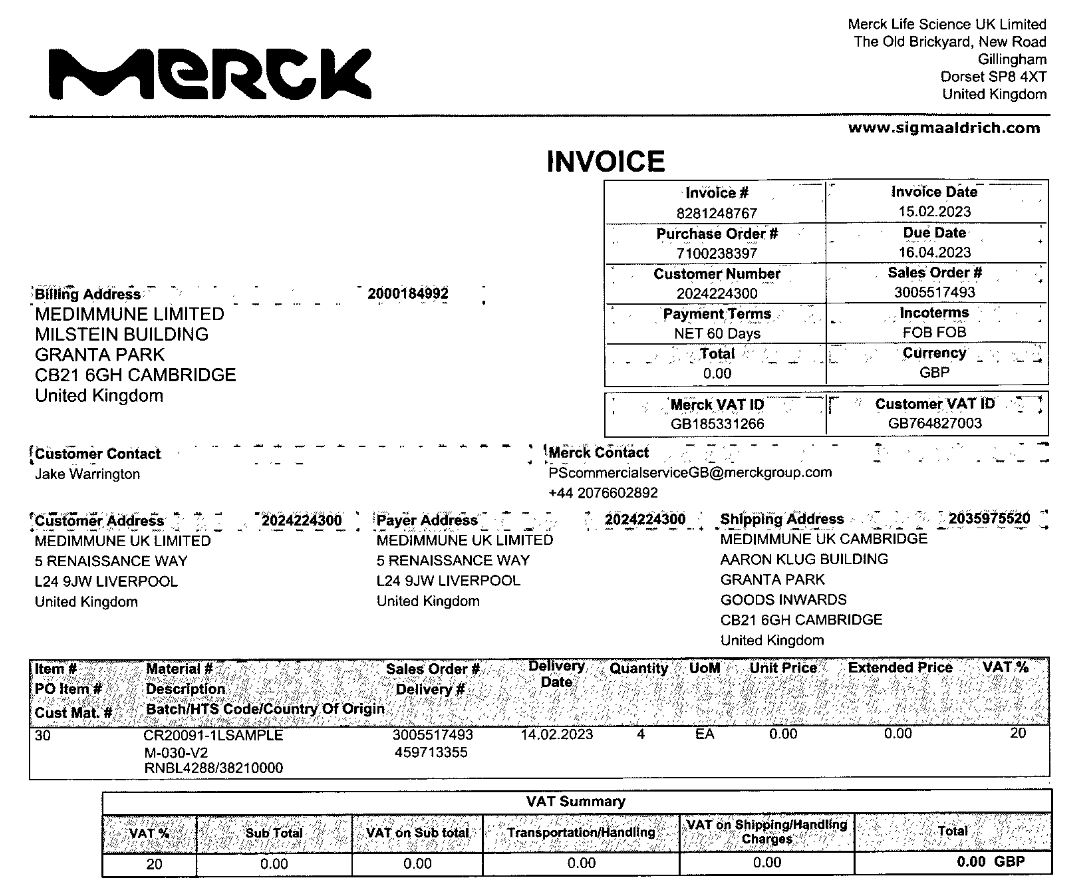 MERCK
Merck Life Science UK Limited
The Old Brickyard, New Road
Gillingham
Dorset SP8 4XT
United Kingdom
www.sigmaaldrich.com
INVOICE
Invoice # Invoice Date
8281248767 15.02.2023
Purchase Order # Due Date
7100238397 16.04.2023
Customer Number Sales Order #
2024224300 3005517493
Payment Terms Incoterms
NET 60 Days FOB FOB
Total Currency
0.00 GBP
Merck VAT ID Customer VAT ID
GB185331266 GB764827003
Billing Address 2000184992
MEDIMMUNE LIMITED
MILSTEIN BUILDING
GRANTA PARK
CB21 6GH CAMBRIDGE
United Kingdom
Customer Contact
Jake Warrington
Merck Contact
PScommercialserviceGB@merckgroup.com
+44 2076602892
Customer Address 2024224300
MEDIMMUNE UK LIMITED
5 RENAISSANCE WAY
L24 9JW LIVERPOOL
United Kingdom
Payer Address 2024224300
MEDIMMUNE UK LIMITED
5 RENAISSANCE WAY
L24 9JW LIVERPOOL
United Kingdom
Shipping Address 2035975520
MEDIMMUNE UK CAMBRIDGE
AARON KLUG BUILDING
GRANTA PARK
GOODS INWARDS
CB21 6GH CAMBRIDGE
United Kingdom
Item # Material # Sales Order # Delivery Date Quantity UoM Unit Price Extended Price VAT %
PO Item # Description Delivery #
Cust Mat. # Batch/HTS Code/Country Of Origin
30 CR20091-1LSAMPLE 3005517493 14.02.2023 4 EA 0.00 0.00 20
M-030-V2 459713355
RNBL4288/38210000
VAT Summary
VAT % Sub Total VAT on Sub total Transportation/Handling VAT on Shipping/Handling Charges Total
20 0.00 0.00 0.00 0.00 0.00 GBP